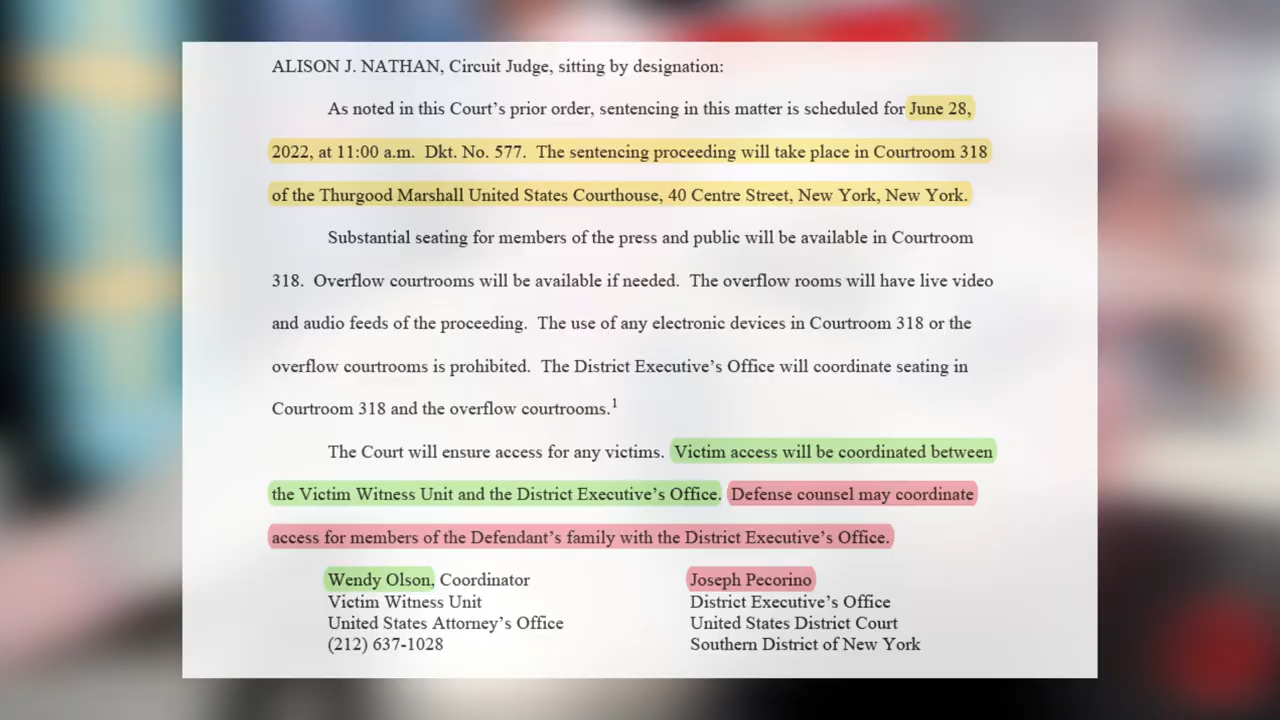 ALISON J. NATHAN, Circuit Judge, sitting by designation:
As noted in this Court’s prior order, sentencing in this matter is scheduled for June 28,
2022, at 11:00 a.m.  Dkt. No. 577.  The sentencing proceeding will take place in Courtroom 318
of the Thurgood Marshall United States Courthouse, 40 Centre Street, New York, New York.
Substantial seating for members of the press and public will be available in Courtroom
318.  Overflow courtrooms will be available if needed.  The overflow rooms will have live video
and audio feeds of the proceeding.  The use of any electronic devices in Courtroom 318 or the
overflow courtrooms is prohibited.  The District Executive’s Office will coordinate seating in
Courtroom 318 and the overflow courtrooms.1
The Court will ensure access for any victims.  Victim access will be coordinated between
the Victim Witness Unit and the District Executive’s Office.  Defense counsel may coordinate
access for members of the Defendant’s family with the District Executive’s Office.
Wendy Olson, Coordinator
Victim Witness Unit
United States Attorney’s Office
(212) 637-1028
Joseph Pecorino
District Executive’s Office
United States District Court
Southern District of New York